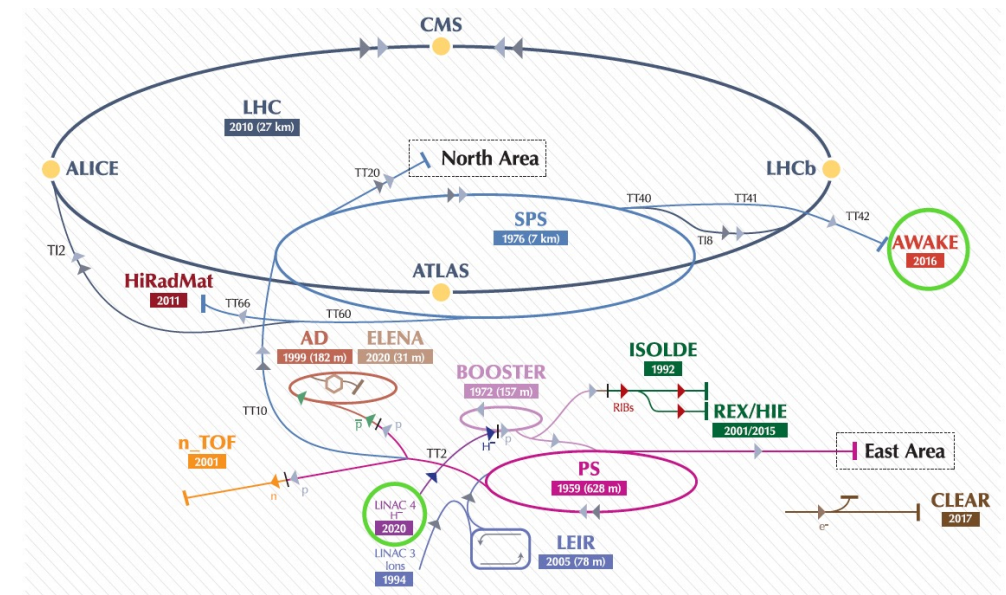 CMS
LHC
2010 (27 km)
North Area
ALICE
TT20
LHCb
TT40
TT41
SPS
1976 (7 km)
TT42
TI8
AWAKE
2016
TI2
ATLAS
HiRadMat
2011
TT66
TT60
AD
1999 (182 m)
ELENA
2020 (31 m)
ISOLDE
1992
BOOSTER
1972 (157 m)
RIBs
REX/HIE
2001/2015
TT10
p̅
p
n_TOF
2001
TT2
H⁻
p
East Area
PS
1959 (628 m)
n
p
LINAC 4
H⁻
2020
CLEAR
2017
e⁻
LINAC 3
Ions
1994
LEIR
2005 (78 m)